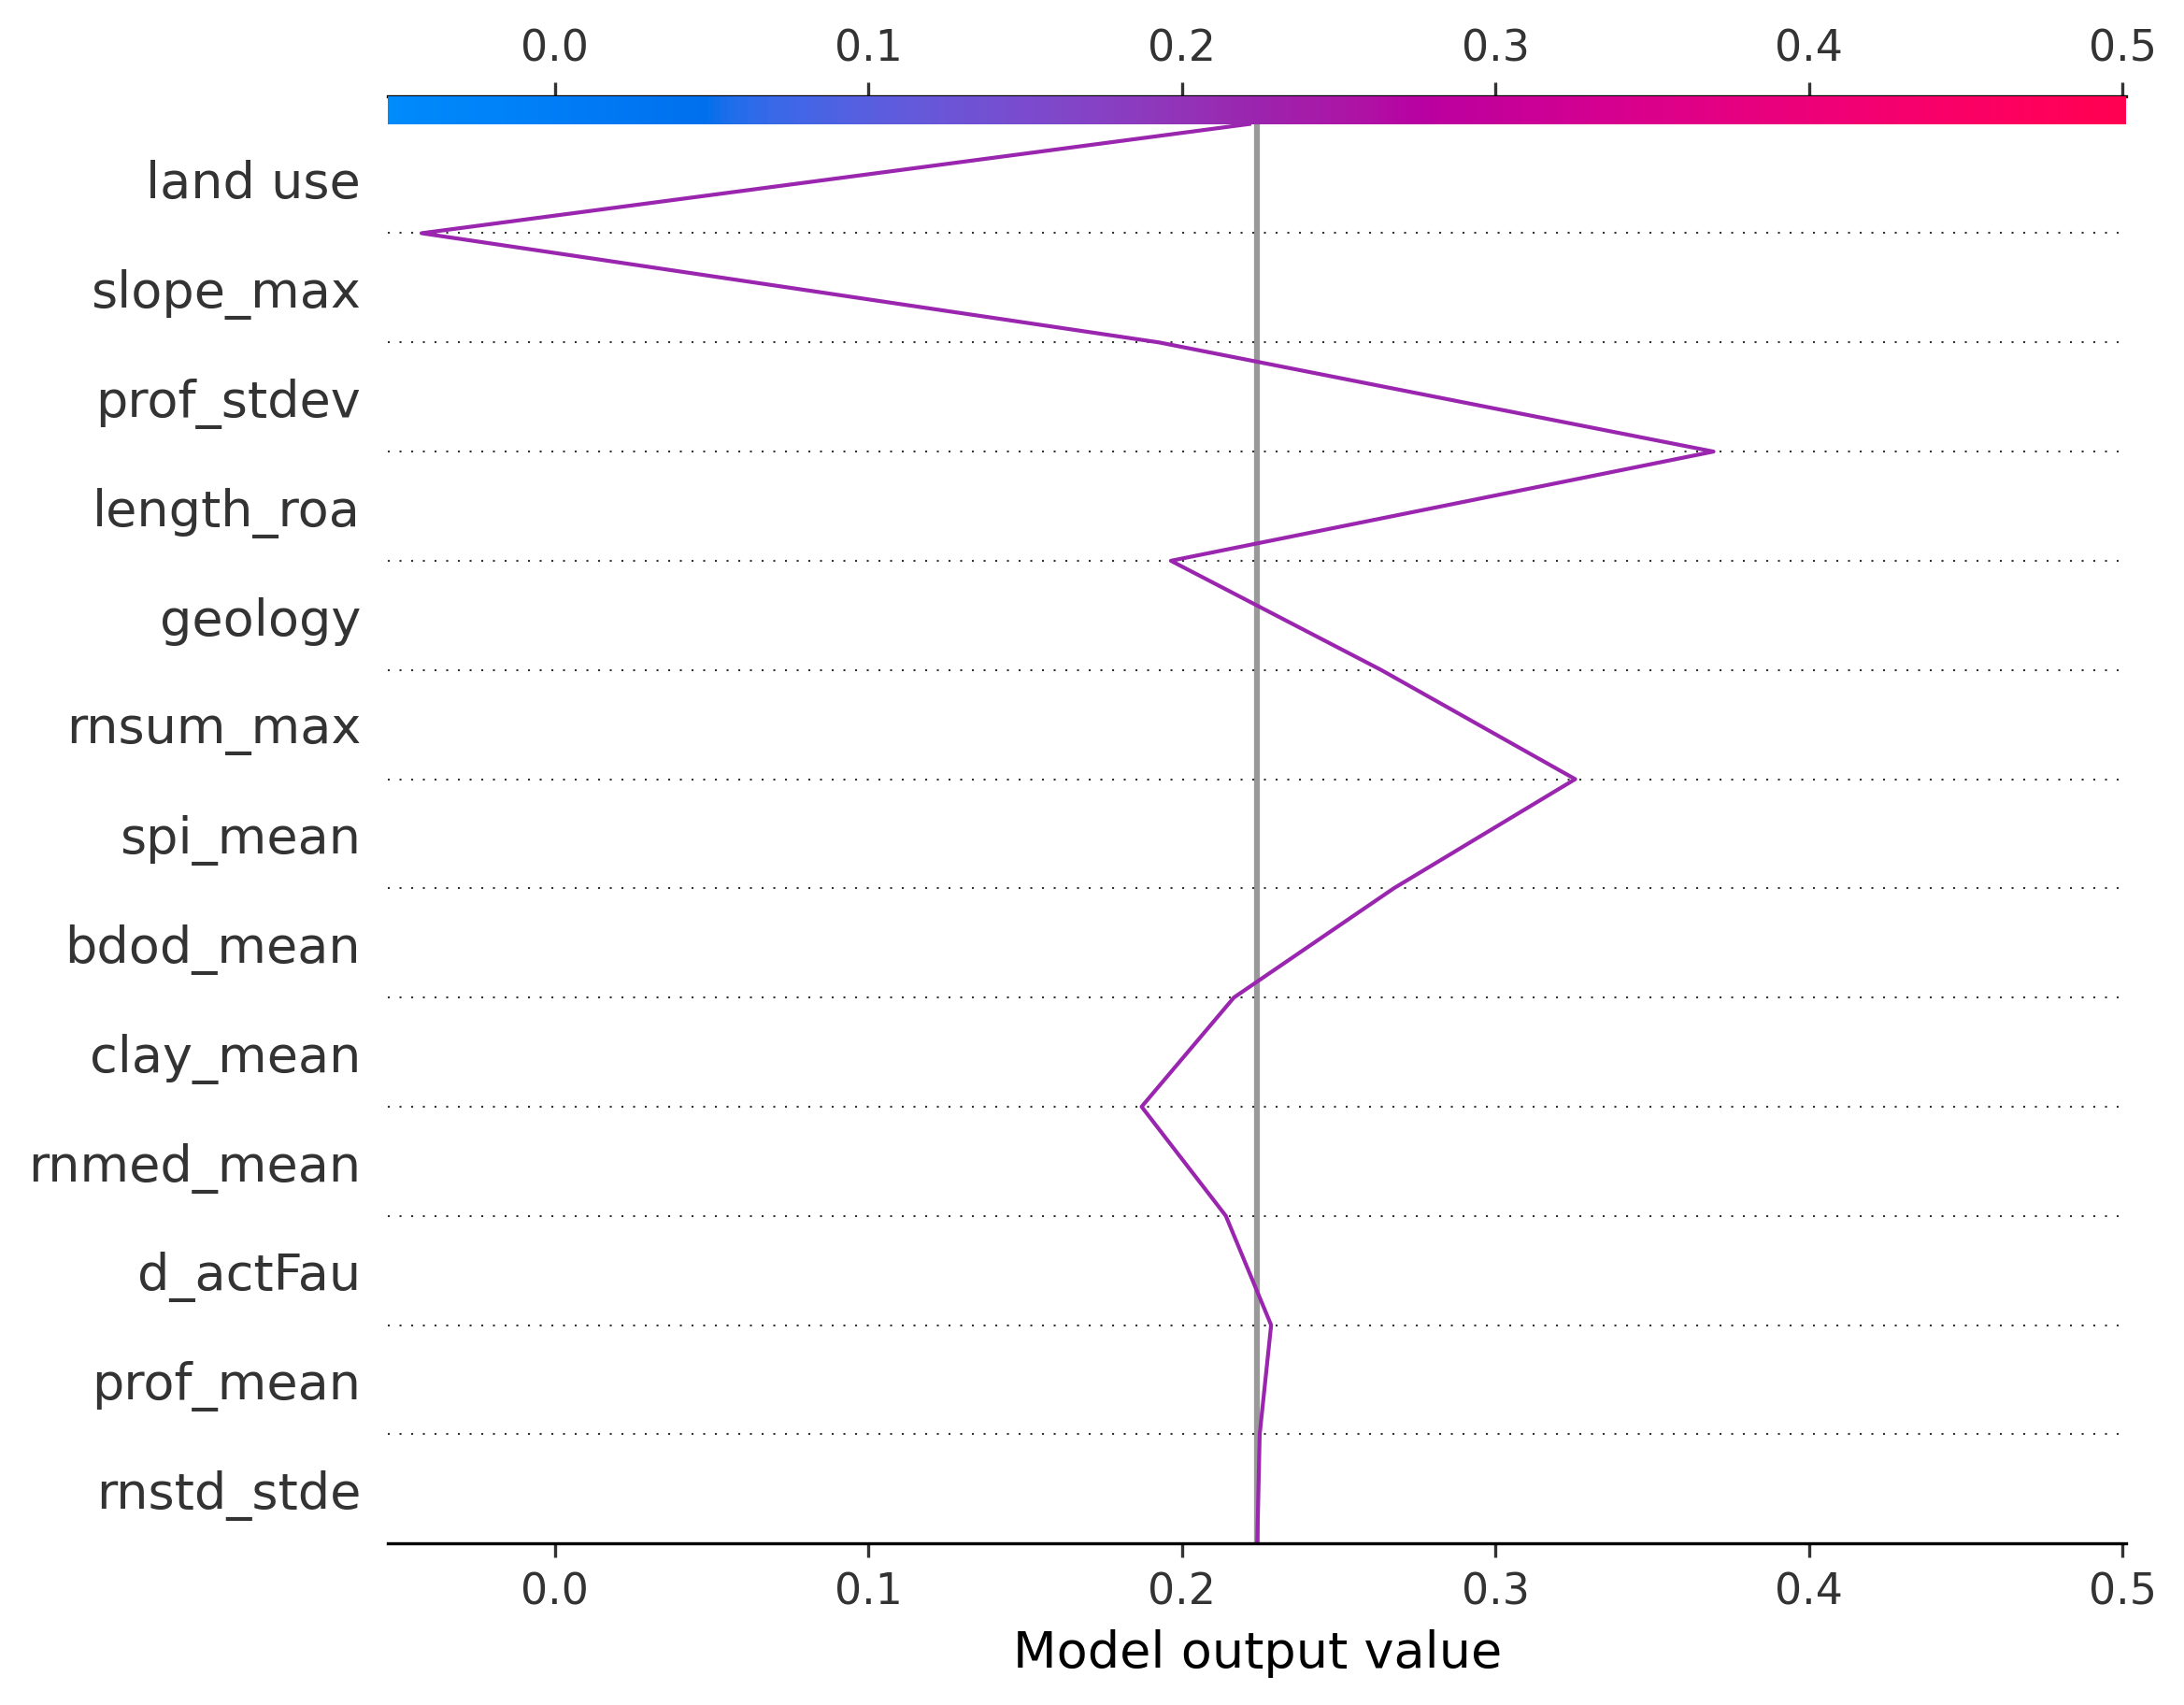 0.0 0.1 0.2 0.3 0.4 0.5
land use
slope_max
prof_stdev
length_roa
geology
rnsum_max
spi_mean
bdod_mean
clay_mean
rnmed_mean
d_actFau
prof_mean
rnstd_stde
0.0 0.1 0.2 0.3 0.4 0.5
Model output value